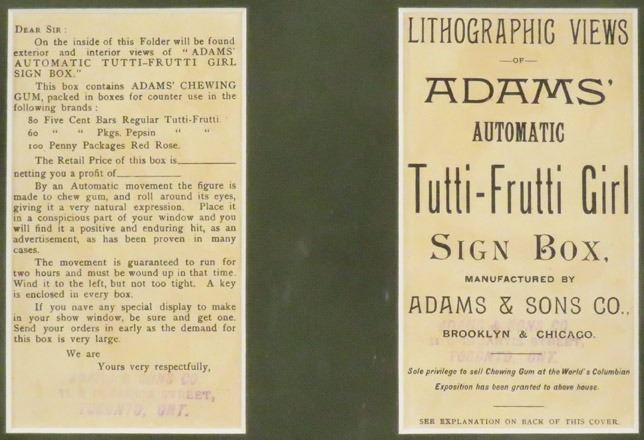 DEAR SIR :
On the inside of this Folder will be found
exterior and interior views of "ADAMS'
AUTOMATIC TUTTI-FRUTTI GIRL
SIGN BOX."
This box contains ADAMS' CHEWING
GUM, packed in boxes for counter use in the
following brands :
80 Five Cent Bars Regular Tutti-Frutti.
60 " " Pkgs. Pepsin " "
100 Penny Packages Red Rose.
The Retail Price of this box is
netting you a profit of
By an Automatic movement the figure is
made to chew gum, and roll around its eyes,
giving it a very natural expression. Place it
in a conspicious part of your window and you
will find it a positive and enduring hit, as an
advertisement, as has been proven in many
cases.
The movement is guaranteed to run for
two hours and must be wound up in that time.
Wind it to the left, but not too tight. A key
is enclosed in every box.
If you nave any special display to make
in your show window, be sure and get one.
Send your orders in early as the demand for
this box is very large.
We are
Yours very respectfully,
& SONS CO
STREET,
TORONTO, ONT.
LITHOGRAPHIC VIEWS
—OF—
ADAMS'
AUTOMATIC
Tutti-Frutti Girl
SIGN BOX,
MANUFACTURED BY
ADAMS & SONS CO.,
BROOKLYN & CHICAGO.
& SONS CO
STREET,
TORONTO, ONT.
Sole privilege to sell Chewing Gum at the World's Columbian
Exposition has been granted to above house.
SEE EXPLANATION ON BACK OF THIS COVER.